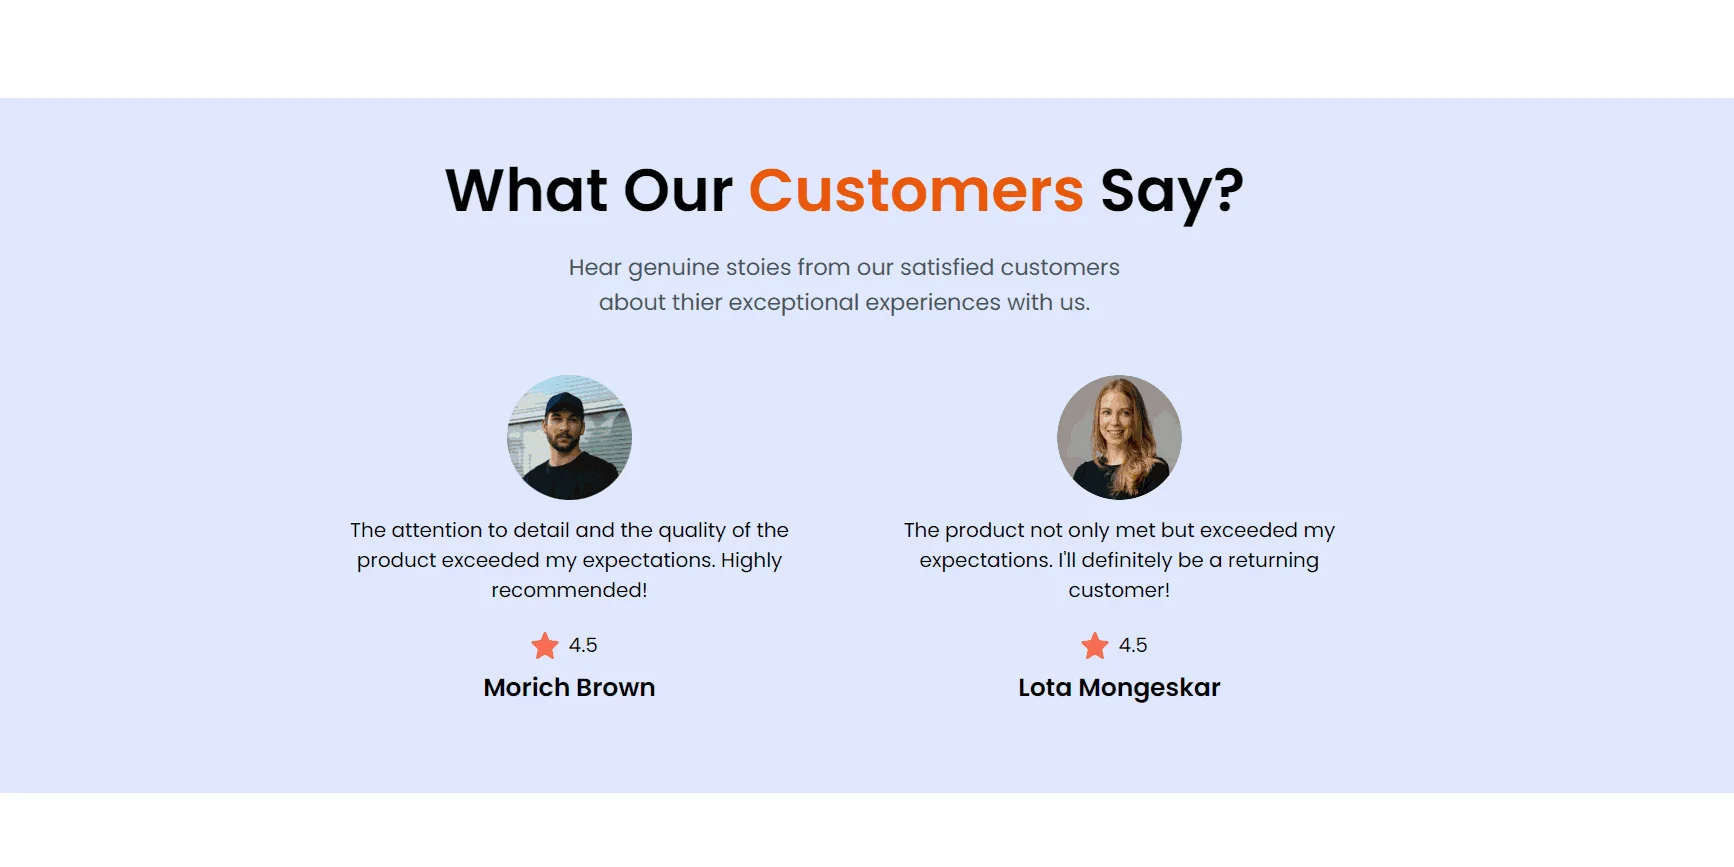 What Our Customers Say?
Hear genuine stoies from our satisfied customers
about thier exceptional experiences with us.
The attention to detail and the quality of the
product exceeded my expectations. Highly
recommended!
4.5
Morich Brown
The product not only met but exceeded my
expectations. I'll definitely be a returning
customer!
4.5
Lota Mongeskar